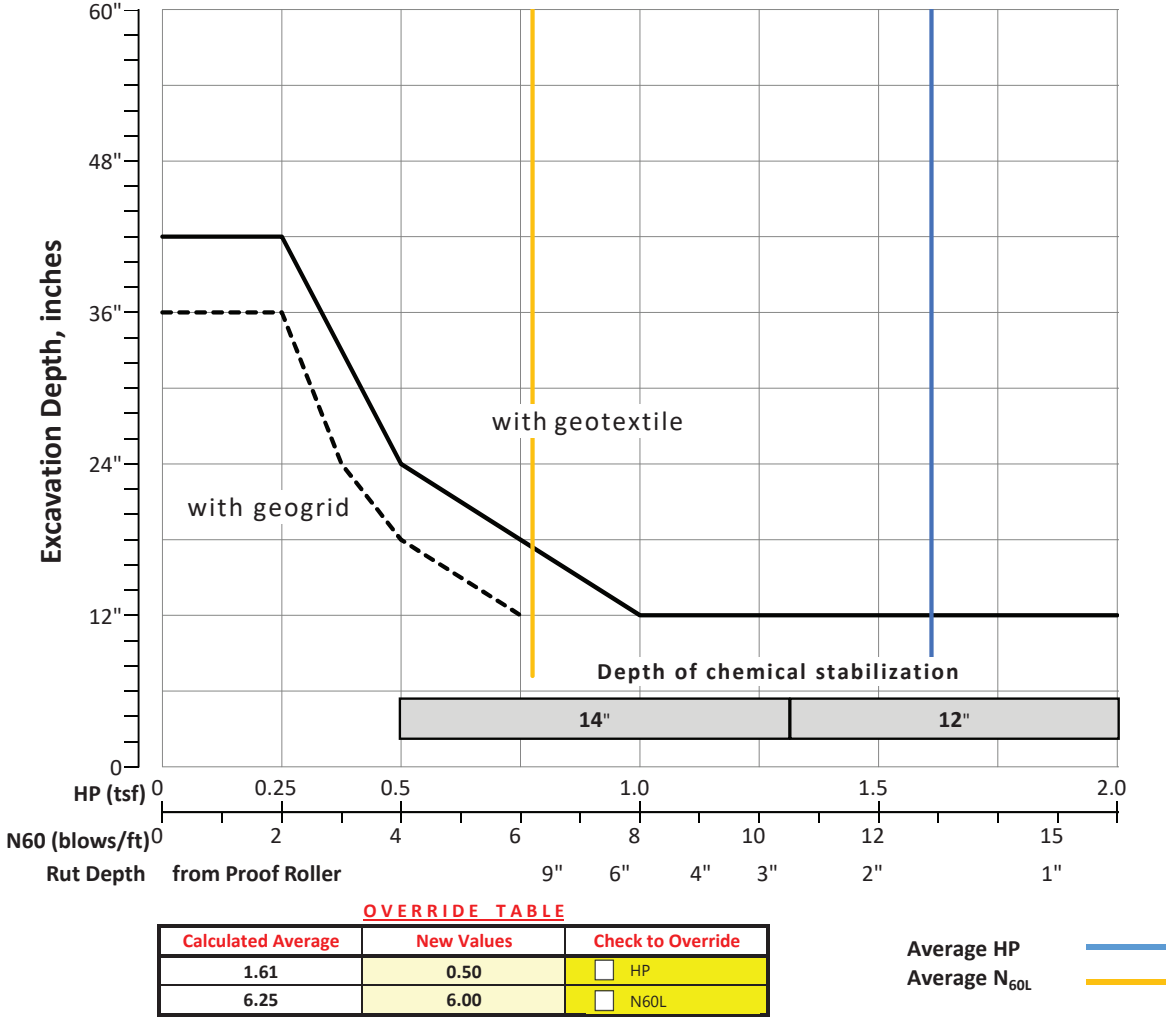 60"
48"
36"
24"
12"
0
Excavation Depth, inches
with geotextile
with geogrid
Depth of chemical stabilization
14" 12"
HP (tsf) 0 0.25 0.5 1.0 1.5 2.0
N60 (blows/ft) 0 2 4 6 8 10 12 15
Rut Depth from Proof Roller 9" 6" 4" 3" 2" 1"
OVERRIDE TABLE
Calculated Average New Values Check to Override
1.61 0.50 HP
6.25 6.00 N60L
Average HP
Average N60L